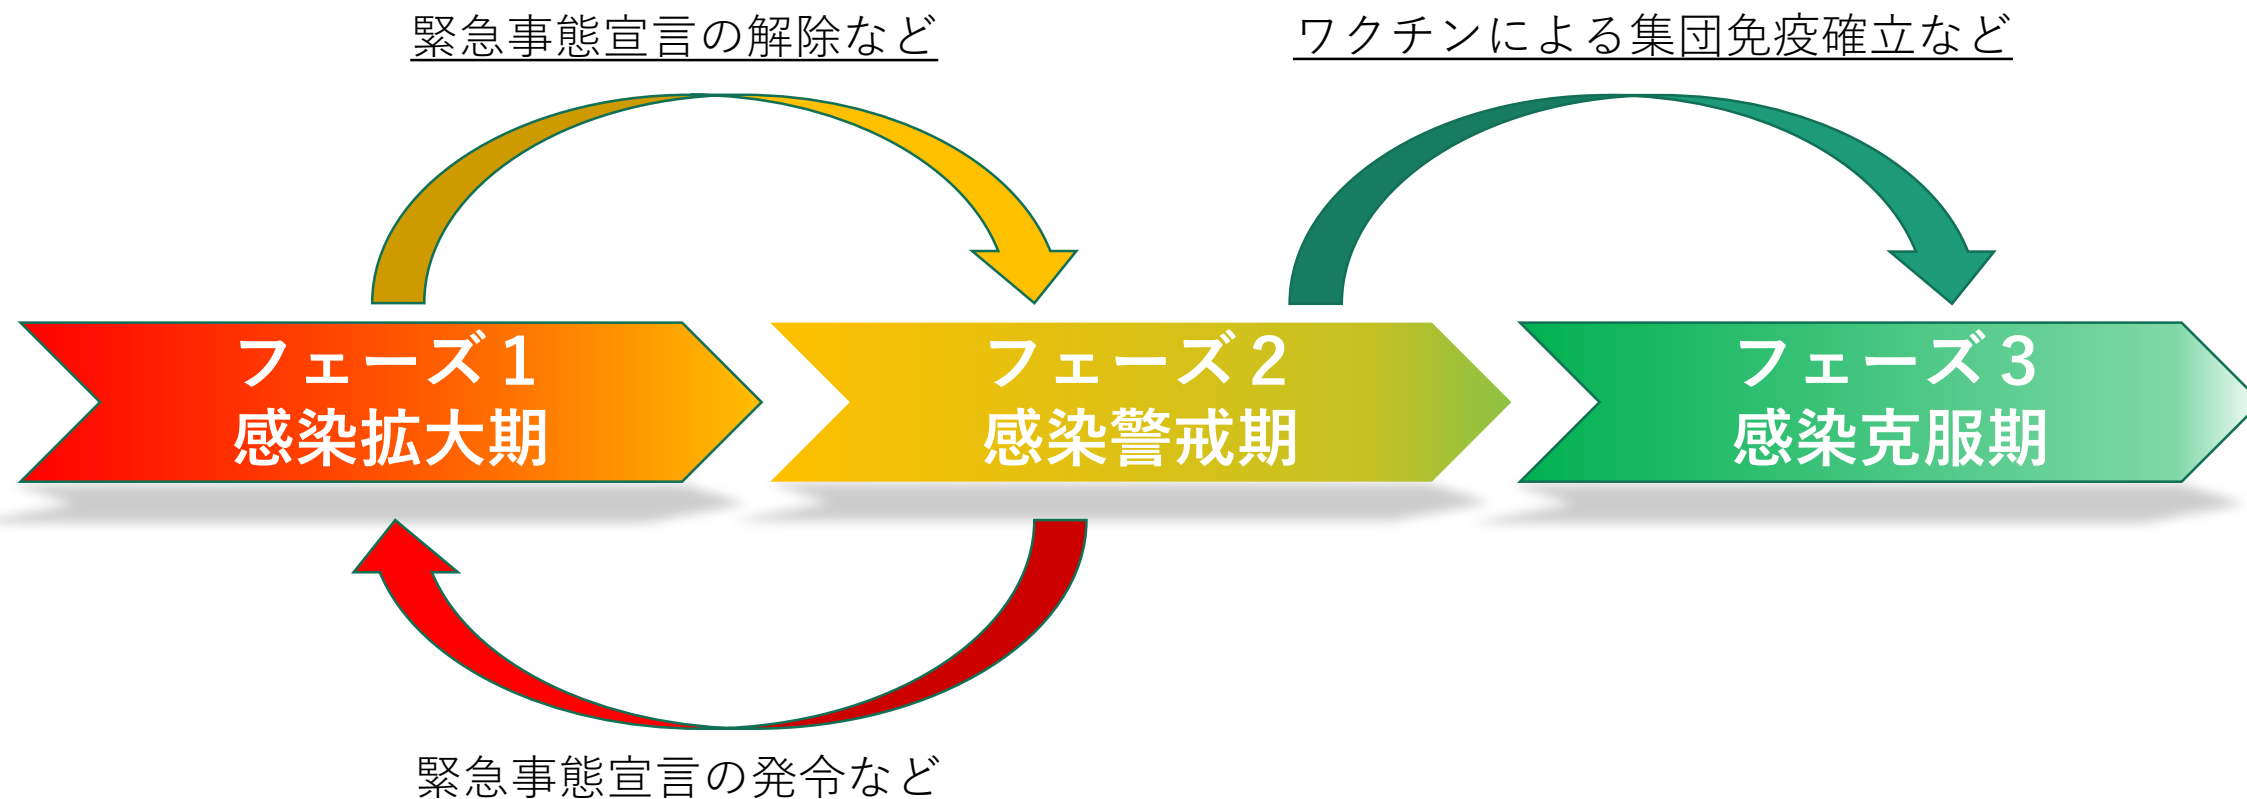 緊急事態宣言の解除など
ワクチンによる集団免疫確立など
フェーズ１
感染拡大期
フェーズ２
感染警戒期
フェーズ３
感染克服期
緊急事態宣言の発令など